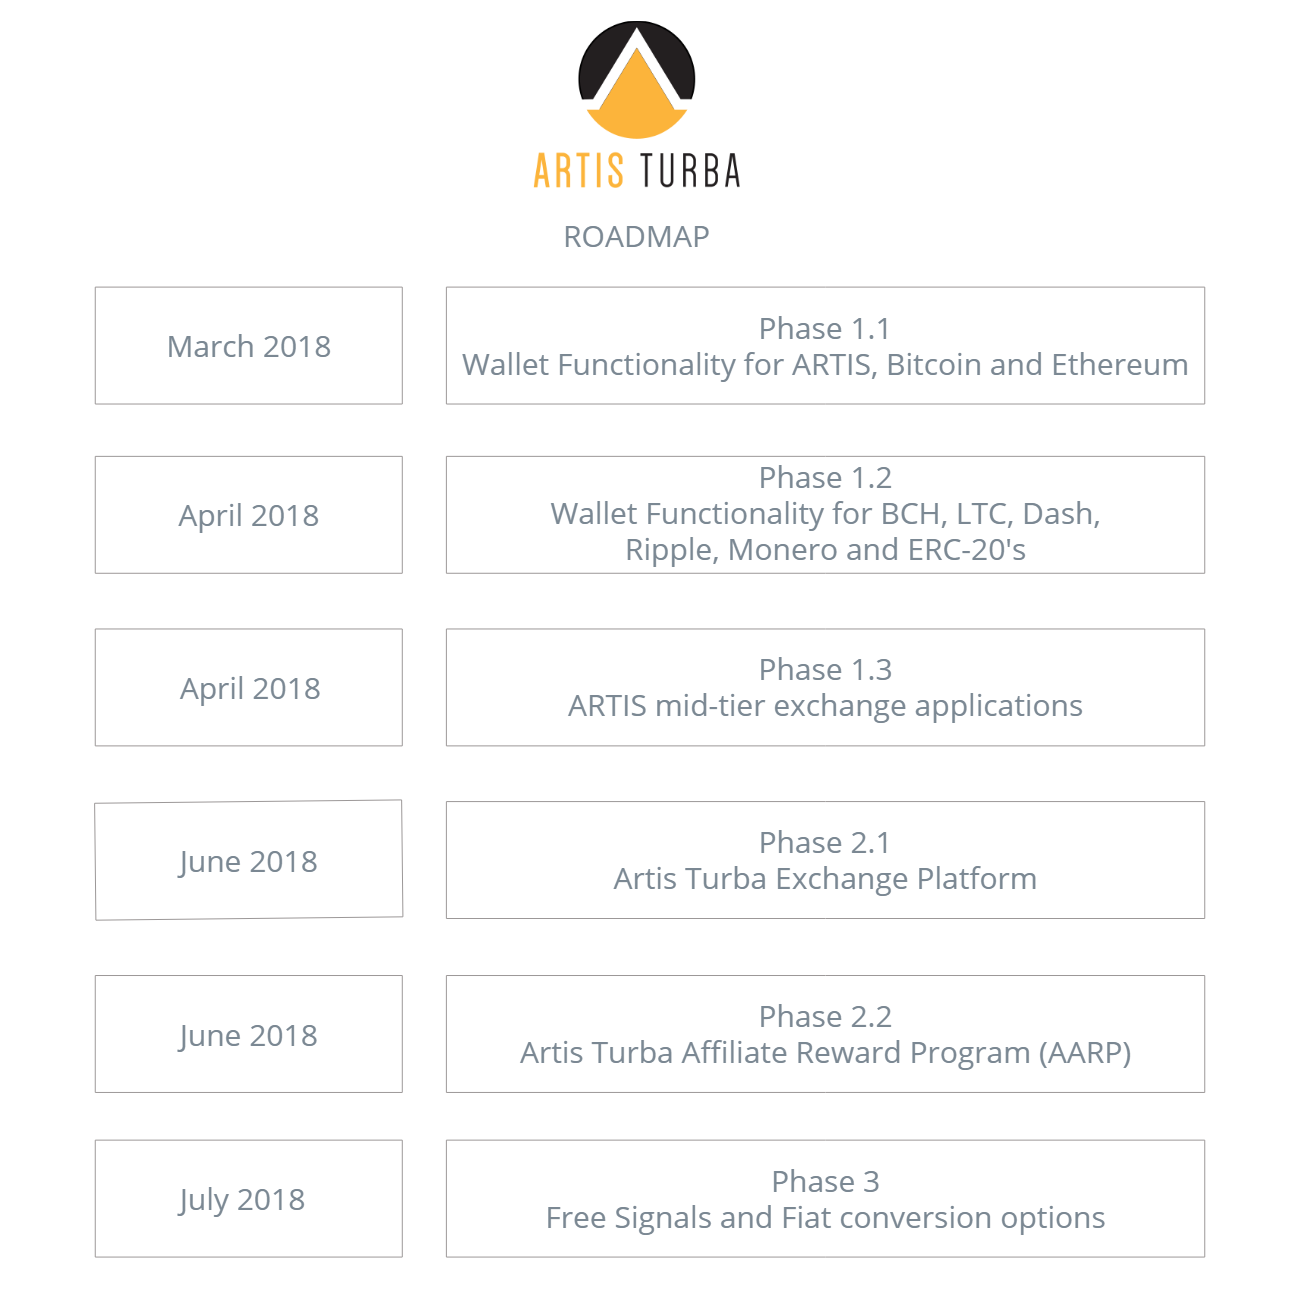 ARTIS TURBA
ROADMAP
March 2018
Phase 1.1
Wallet Functionality for ARTIS, Bitcoin and Ethereum
April 2018
Phase 1.2
Wallet Functionality for BCH, LTC, Dash,
Ripple, Monero and ERC-20's
April 2018
Phase 1.3
ARTIS mid-tier exchange applications
June 2018
Phase 2.1
Artis Turba Exchange Platform
June 2018
Phase 2.2
Artis Turba Affiliate Reward Program (AARP)
July 2018
Phase 3
Free Signals and Fiat conversion options